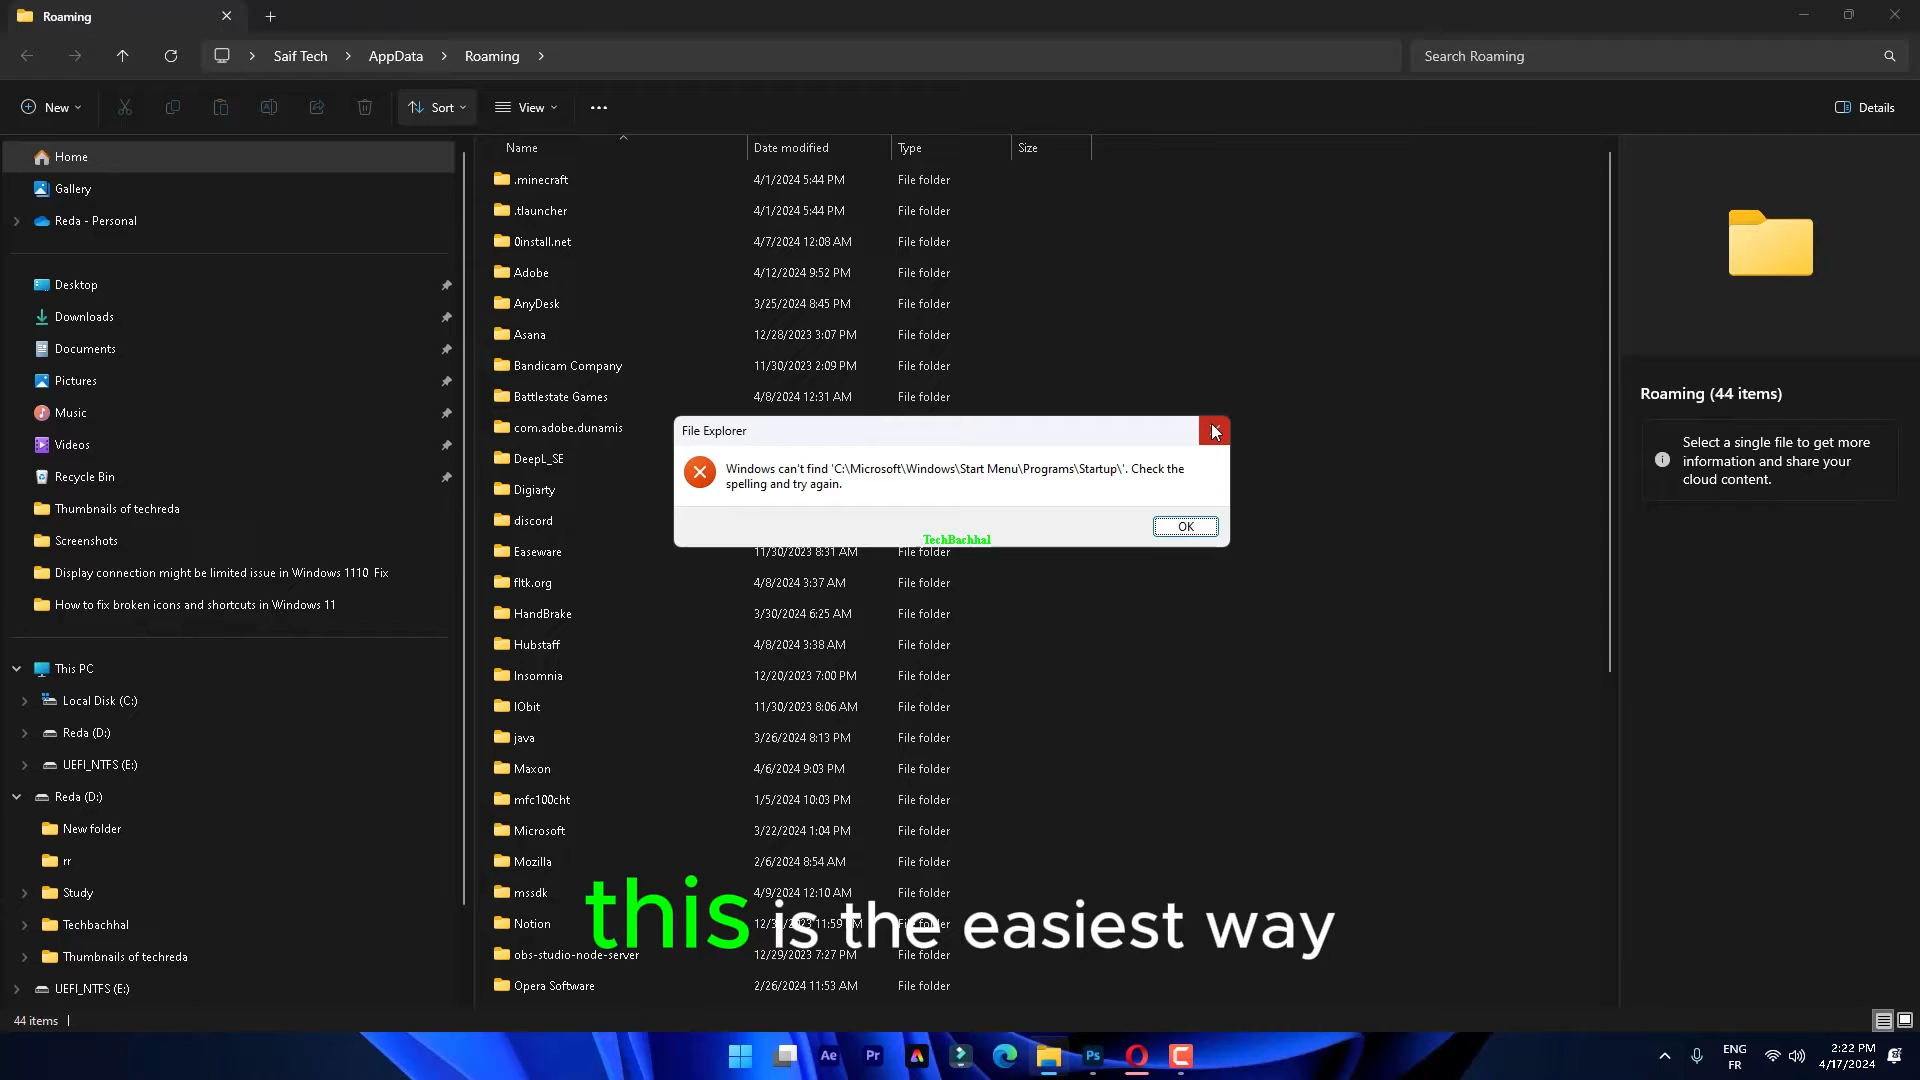 Roaming
Saif Tech
AppData
Roaming
Search Roaming
New
Sort
View
Details
Home
Gallery
Reda - Personal
Desktop
Downloads
Documents
Pictures
Music
Videos
Recycle Bin
Thumbnails of techreda
Screenshots
Display connection might be limited issue in Windows 1110 Fix
How to fix broken icons and shortcuts in Windows 11
This PC
Local Disk (C:)
Reda (D:)
UEFI_NTFS (E:)
Reda (D:)
New folder
rr
Study
Techbachhal
Thumbnails of techreda
UEFI_NTFS (E:)
Name Date modified Type Size
.minecraft 4/1/2024 5:44 PM File folder
.tlauncher 4/1/2024 5:44 PM File folder
0install.net 4/7/2024 12:08 AM File folder
Adobe 4/12/2024 9:52 PM File folder
AnyDesk 3/25/2024 8:45 PM File folder
Asana 12/28/2023 3:07 PM File folder
Bandicam Company 11/30/2023 2:09 PM File folder
Battlestate Games 4/8/2024 12:31 AM File folder
com.adobe.dunamis
DeepL_SE
Digiarty
discord
Easeware 11/30/2023 8:31 AM File folder
fltk.org 4/8/2024 3:37 AM File folder
HandBrake 3/30/2024 6:25 AM File folder
Hubstaff 4/8/2024 3:38 AM File folder
Insomnia 12/20/2023 7:00 PM File folder
IObit 11/30/2023 8:06 AM File folder
java 3/26/2024 8:13 PM File folder
Maxon 4/6/2024 9:03 PM File folder
mfc100cht 1/5/2024 10:03 PM File folder
Microsoft 3/22/2024 1:04 PM File folder
Mozilla 2/6/2024 8:54 AM File folder
mssdk 4/9/2024 12:10 AM File folder
Notion 11:59 File folder
obs-studio-node-server 12/29/2023 7:27 PM File folder
Opera Software 2/26/2024 11:53 AM File folder
File Explorer
Windows can't find 'C:\Microsoft\Windows\Start Menu\Programs\Startup\'. Check the
spelling and try again.
OK
TechBachhal
this is the easiest way
Roaming (44 items)
Select a single file to get more
information and share your
cloud content.
44 items
Ae
Pr
Ps
ENG
FR
2:22 PM
4/17/2024